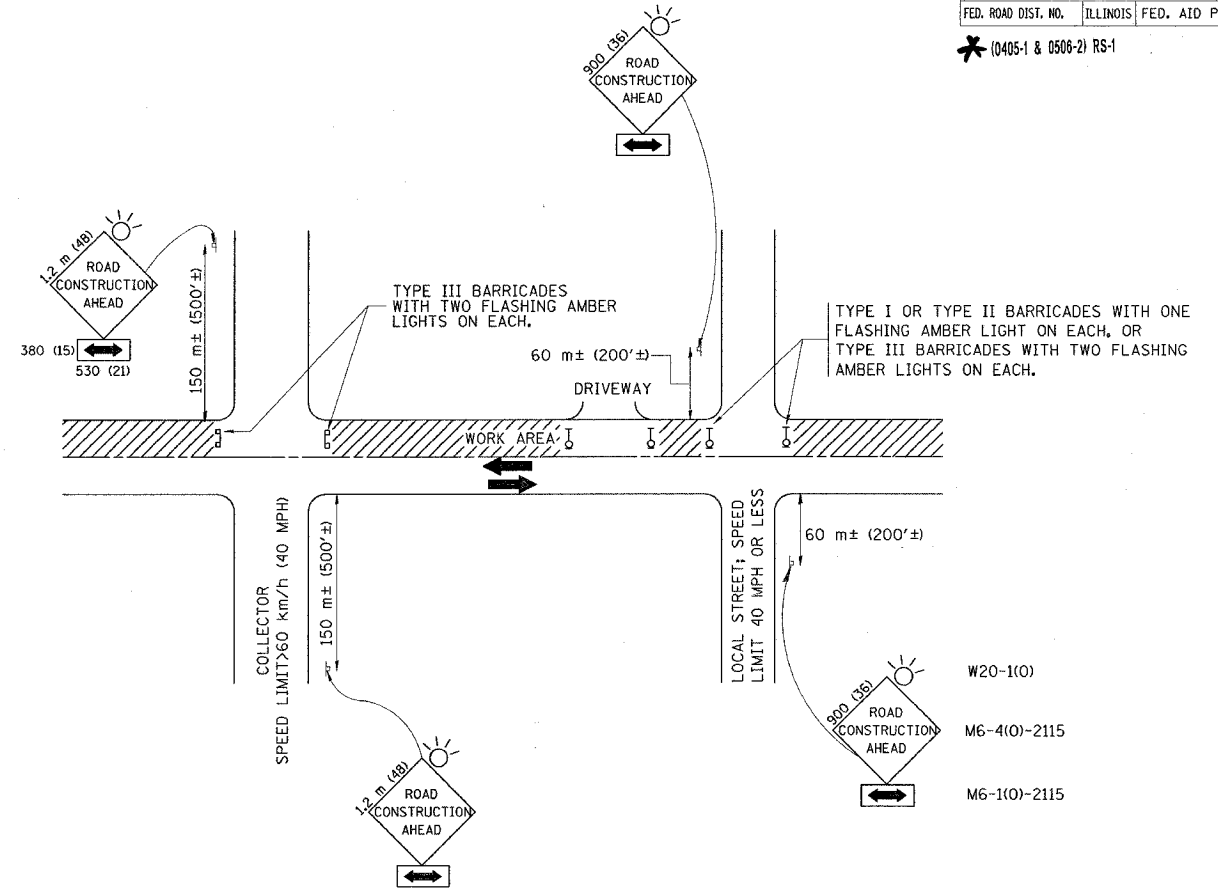 FED. ROAD DIST. NO. ILLINOIS FED. AID P
(0405-1 & 0506-2) RS-1
900 (36)
ROAD
CONSTRUCTION
AHEAD
1.2 m (48)
ROAD
CONSTRUCTION
AHEAD
380 (15)
530 (21)
150 m± (500'±)
TYPE III BARRICADES
WITH TWO FLASHING AMBER
LIGHTS ON EACH.
60 m± (200'±)
DRIVEWAY
TYPE I OR TYPE II BARRICADES WITH ONE
FLASHING AMBER LIGHT ON EACH. OR
TYPE III BARRICADES WITH TWO FLASHING
AMBER LIGHTS ON EACH.
WORK AREA
COLLECTOR
SPEED LIMIT>60 km/h (40 MPH)
150 m± (500'±)
LOCAL STREET; SPEED
LIMIT 40 MPH OR LESS
60 m± (200'±)
1.2 m (48)
ROAD
CONSTRUCTION
AHEAD
900 (36)
ROAD
CONSTRUCTION
AHEAD
W20-1(O)
M6-4(O)-2115
M6-1(O)-2115